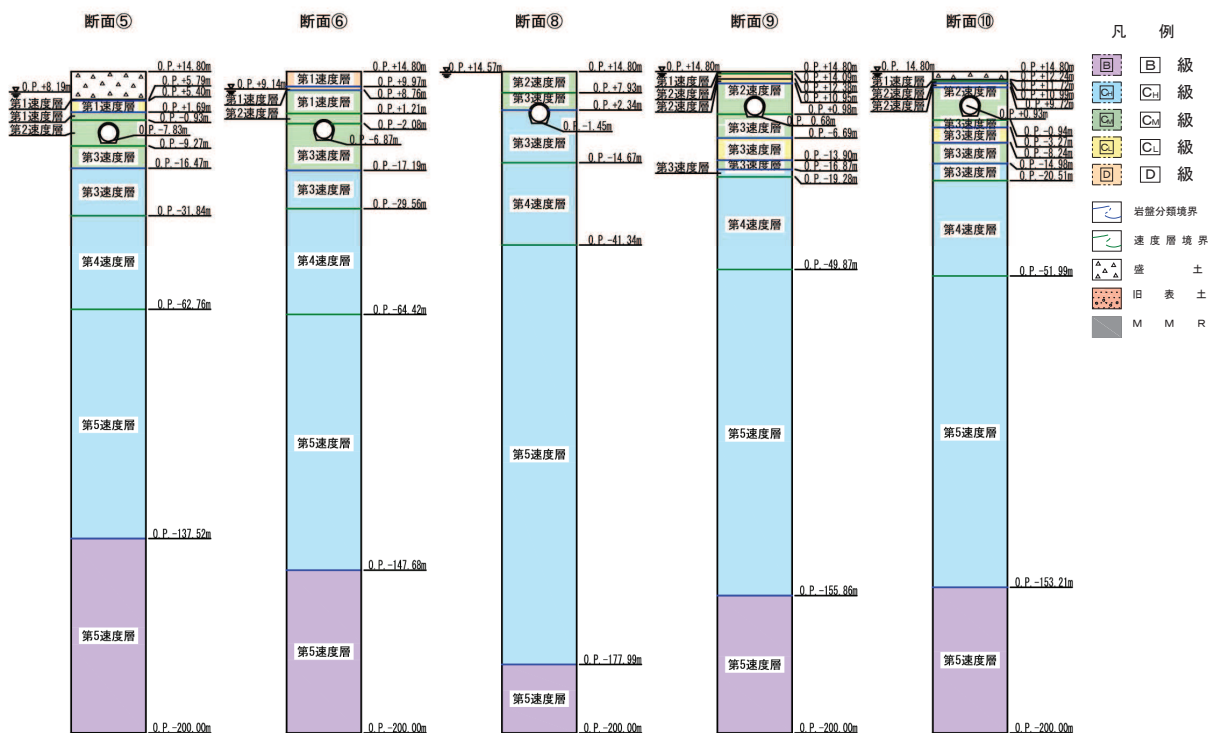 断面⑤
O.P.+14.80m
O.P.+8.19m
O.P.+5.79m
O.P.+5.40m
第1速度層
第1速度層
O.P.+1.69m
第2速度層
O.P.-0.93m
O.P.-7.83m
O.P.-9.27m
第3速度層
O.P.-16.47m
第3速度層
O.P.-31.84m
第4速度層
O.P.-62.76m
第5速度層
O.P.-137.52m
第5速度層
O.P.-200.00m
断面⑥
O.P.+14.80m
O.P.+9.14m
第1速度層
O.P.+9.97m
第1速度層
O.P.+8.76m
第1速度層
第2速度層
O.P.+1.21m
O.P.-2.08m
O.P.-6.87m
第3速度層
O.P.-17.19m
第3速度層
O.P.-29.56m
第4速度層
O.P.-64.42m
第5速度層
O.P.-147.68m
第5速度層
O.P.-200.00m
断面⑧
O.P.+14.57m
O.P.+14.80m
第2速度層
O.P.+7.93m
第3速度層
O.P.+2.34m
O.P.-1.45m
第3速度層
O.P.-14.67m
第4速度層
O.P.-41.34m
第5速度層
O.P.-177.99m
第5速度層
O.P.-200.00m
断面⑨
O.P.+14.80m
O.P.+14.80m
O.P.+14.09m
第1速度層
O.P.+12.38m
第2速度層
第2速度層
O.P.+10.95m
第2速度層
O.P.+0.98m
O.P. 0.68m
第3速度層
O.P.-6.69m
第3速度層
O.P.-13.90m
第3速度層
O.P.-16.87m
第3速度層
O.P.-19.28m
第4速度層
O.P.-49.87m
第5速度層
O.P.-155.86m
第5速度層
O.P.-200.00m
断面⑩
O.P. 14.80m
O.P.+14.80m
O.P.+12.24m
第1速度層
第2速度層
O.P.+10.99m
第2速度層
第2速度層
O.P.+9.72m
O.P.+0.93m
第3速度層
O.P.-0.94m
第3速度層
O.P.-3.27m
O.P.-8.24m
第3速度層
O.P.-14.98m
第3速度層
O.P.-20.51m
第4速度層
O.P.-51.99m
第5速度層
O.P.-153.21m
第5速度層
O.P.-200.00m
凡 例
B B 級
CH CH 級
CM CM 級
CL CL 級
D D 級
岩盤分類境界
速度層境界
盛 土
旧 表 土
M M R